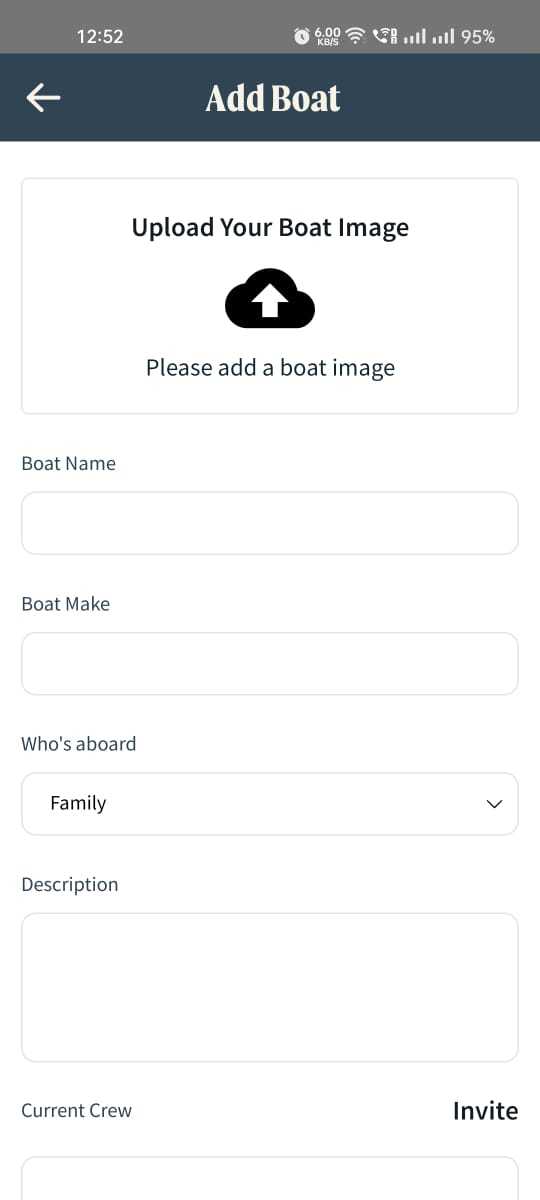 12:52 6.00 KB/S 95%
Add Boat
Upload Your Boat Image
Please add a boat image
Boat Name
Boat Make
Who's aboard
Family
Description
Current Crew Invite